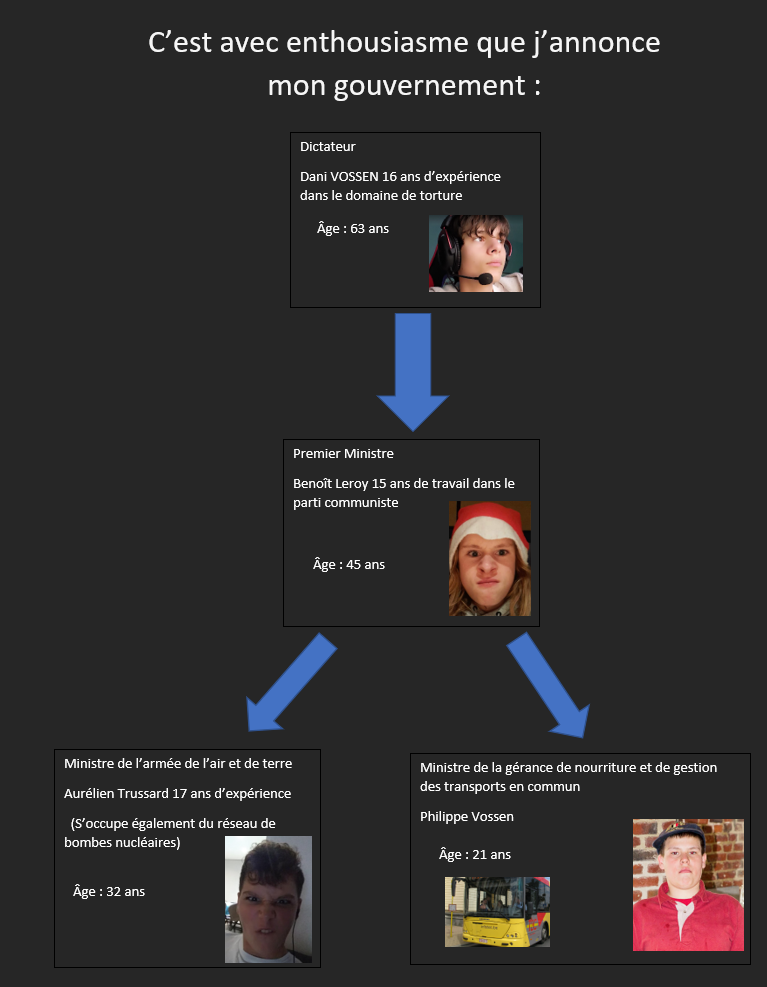 C’est avec enthousiasme que j’annonce
mon gouvernement :
Dictateur
Dani VOSSEN 16 ans d’expérience
dans le domaine de torture
Âge : 63 ans
Premier Ministre
Benoît Leroy 15 ans de travail dans le
parti communiste
Âge : 45 ans
Ministre de l’armée de l’air et de terre
Aurélien Trussard 17 ans d’expérience
(S’occupe également du réseau de
bombes nucléaires)
Âge : 32 ans
Ministre de la gérance de nourriture et de gestion
des transports en commun
Philippe Vossen
Âge : 21 ans